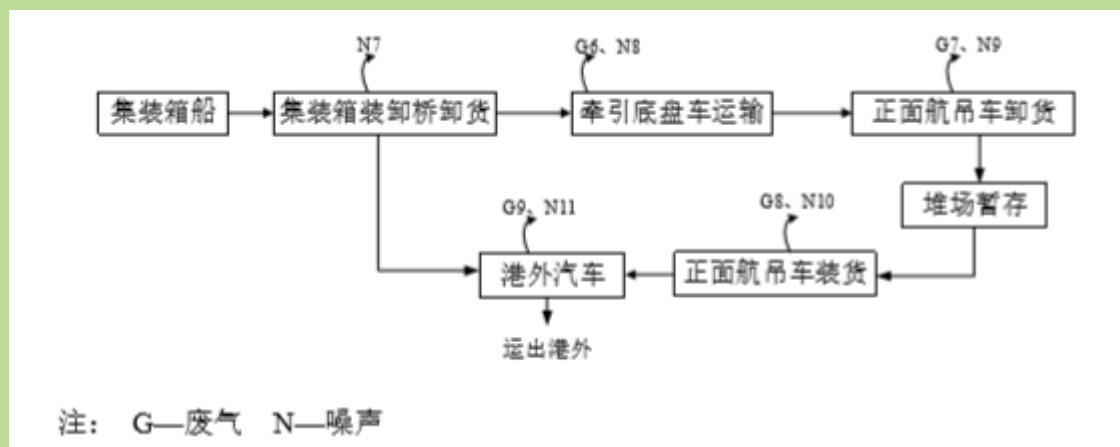 N7
G6、N8
G7、N9
集装箱船
集装箱装卸桥卸货
牵引底盘车运输
正面航吊车卸货
堆场暂存
G9、N11
G8、N10
港外汽车
正面航吊车装货
运出港外
注： G—废气 N—噪声